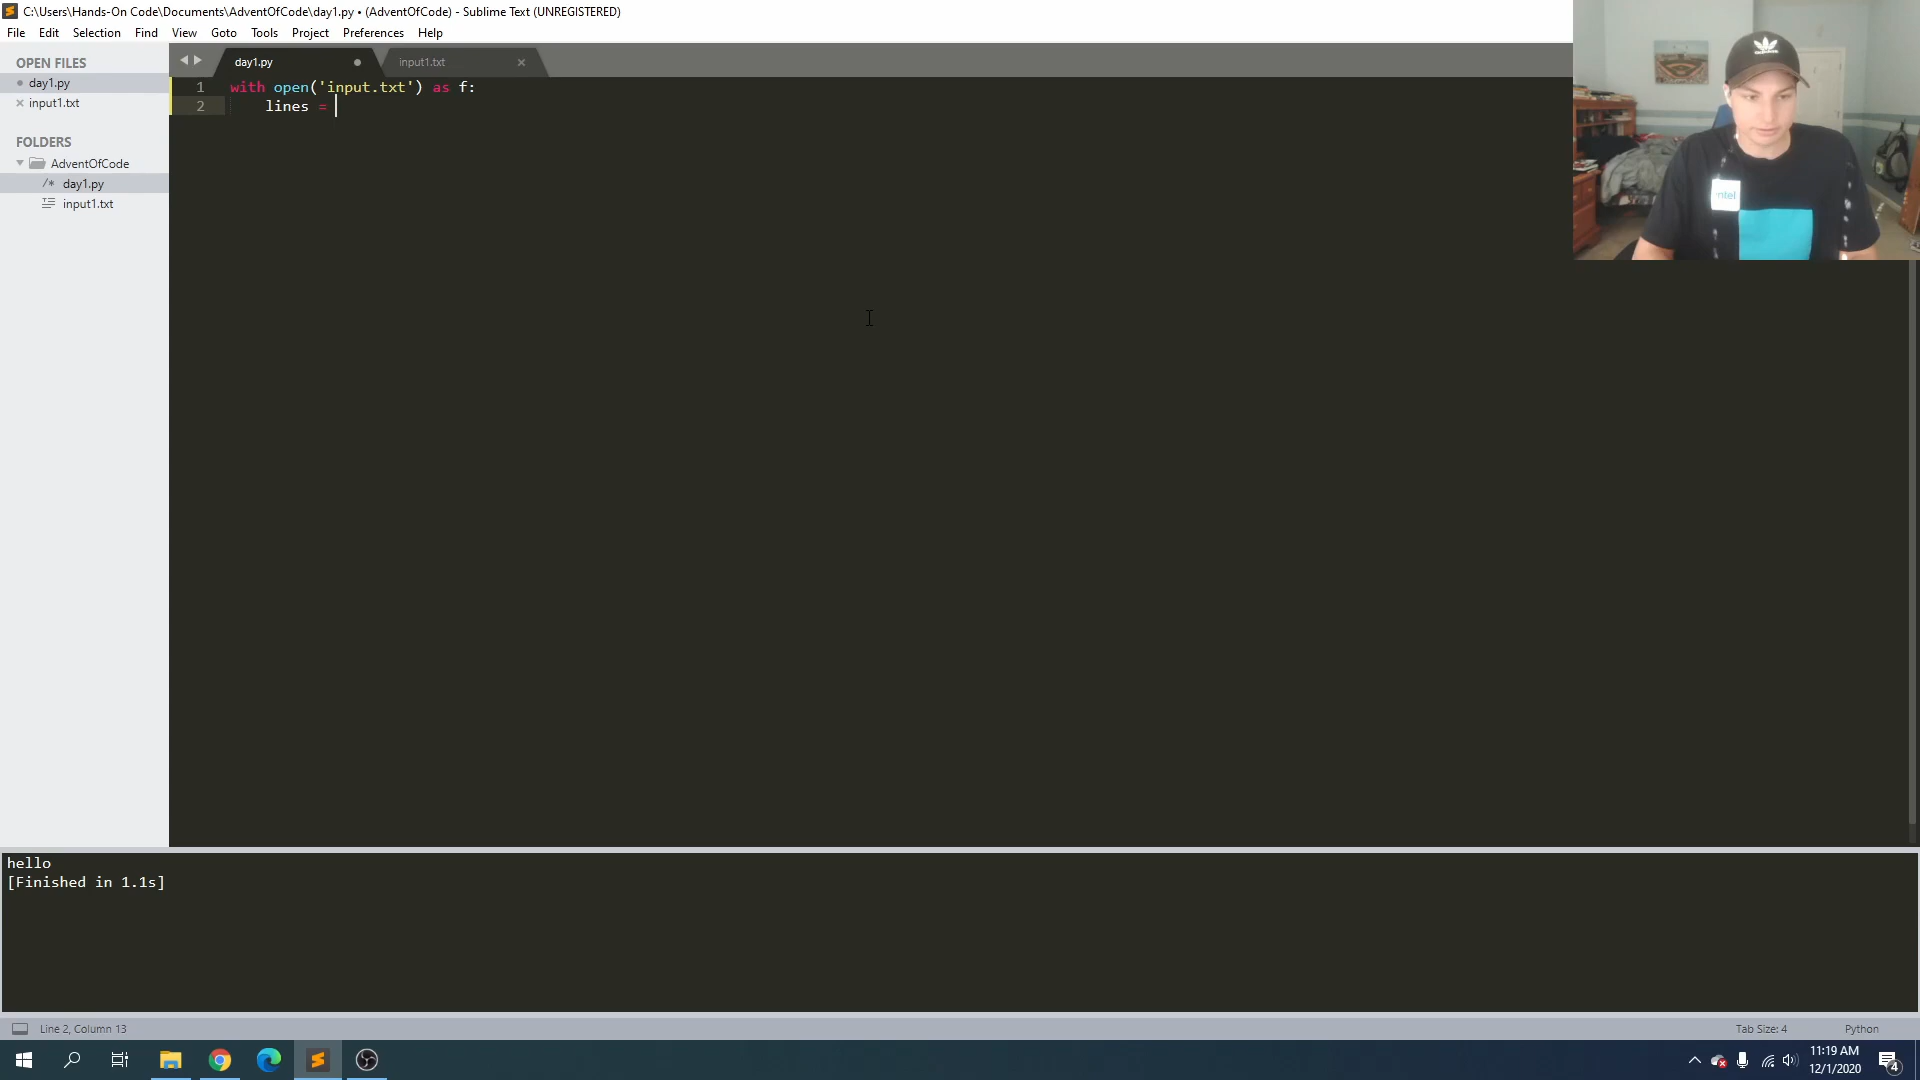 C:\Users\Hands-On Code\Documents\AdventOfCode\day1.py • (AdventOfCode) - Sublime Text (UNREGISTERED)
File Edit Selection Find View Goto Tools Project Preferences Help
OPEN FILES
day1.py
input1.txt
FOLDERS
AdventOfCode
day1.py
input1.txt
day1.py input1.txt
1 with open('input.txt') as f:
2 lines =
intel
hello
[Finished in 1.1s]
Line 2, Column 13 Tab Size: 4 Python
11:19 AM
12/1/2020
4